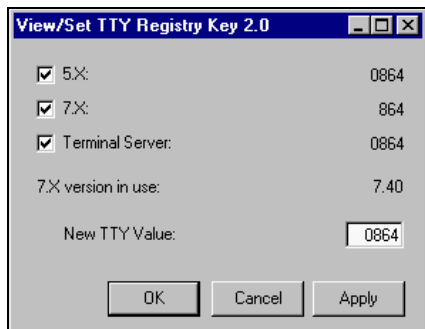 View/Set TTY Registry Key 2.0
5.X: 0864
7.X: 864
Terminal Server: 0864
7.X version in use: 7.40
New TTY Value: 0864
OK Cancel Apply